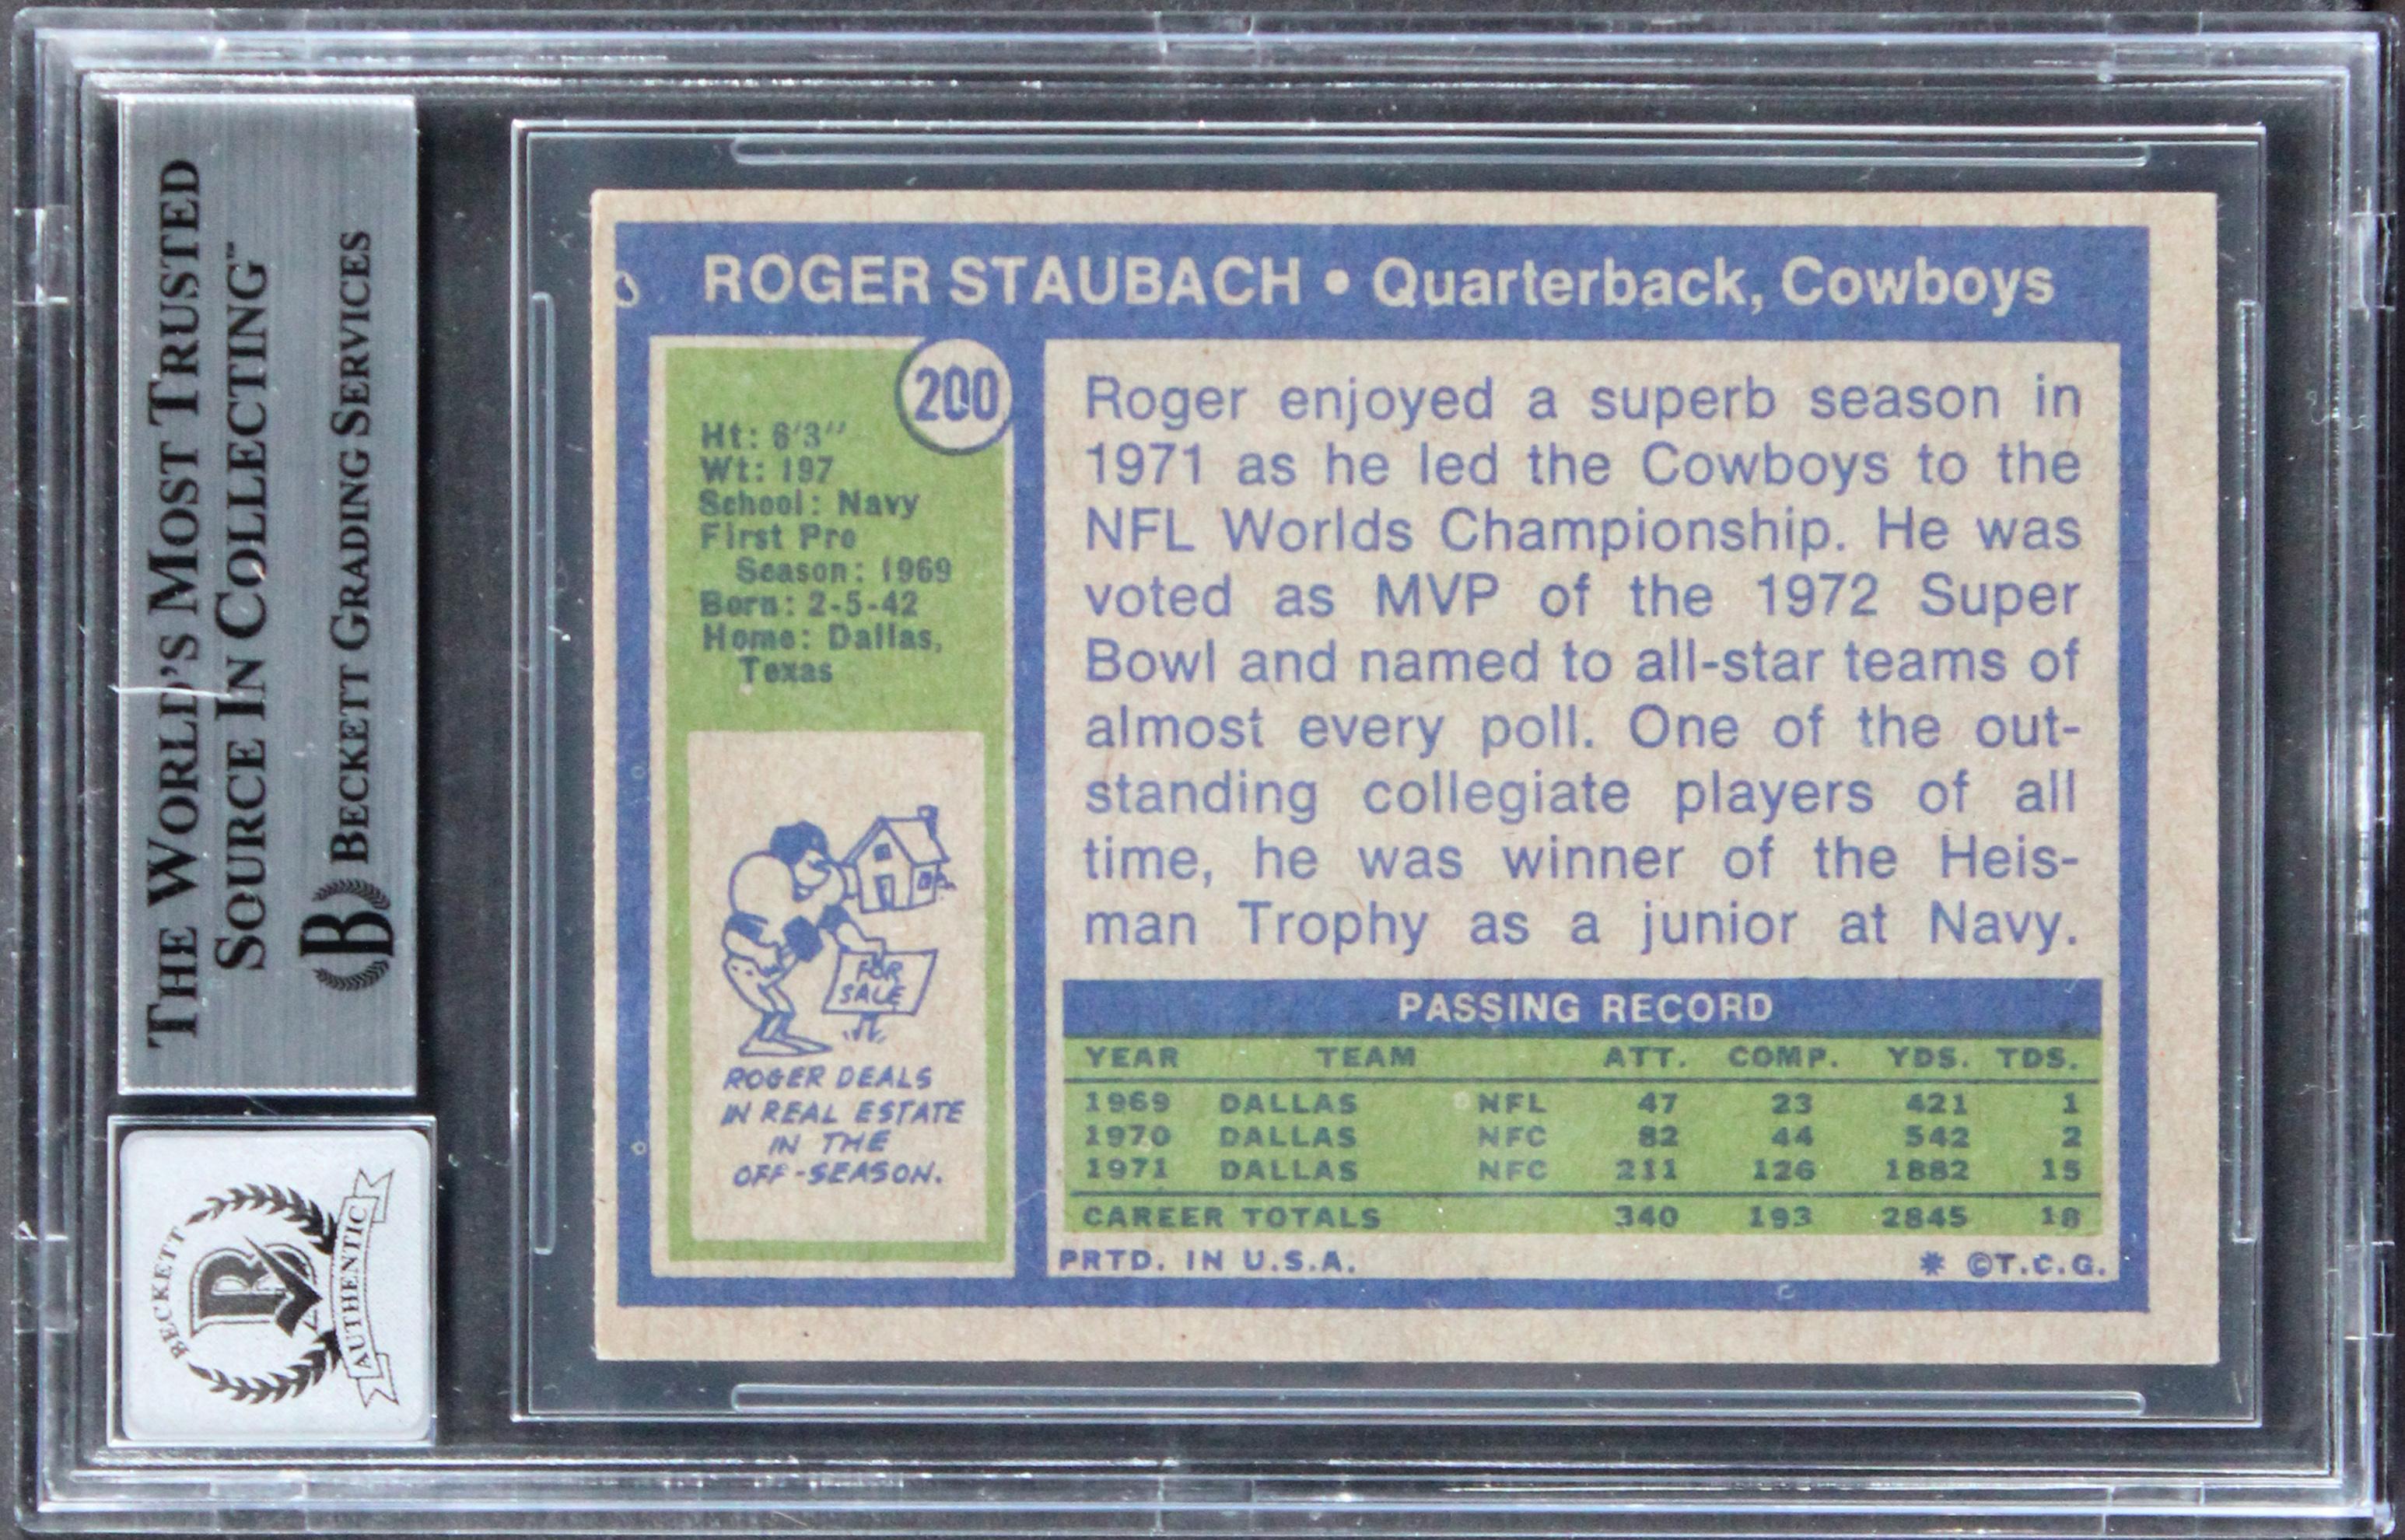 THE WORLD'S MOST TRUSTED
SOURCE IN COLLECTING™
B BECKETT GRADING SERVICES
BECKETT
AUTHENTIC
ROGER STAUBACH • Quarterback, Cowboys
200
Ht: 6'3"
Wt: 197
School: Navy
First Pro
Season: 1969
Born: 2-5-42
Home: Dallas,
Texas
FOR
SALE
ROGER DEALS
IN REAL ESTATE
IN THE
OFF-SEASON.
Roger enjoyed a superb season in
1971 as he led the Cowboys to the
NFL Worlds Championship. He was
voted as MVP of the 1972 Super
Bowl and named to all-star teams of
almost every poll. One of the out-
standing collegiate players of all
time, he was winner of the Heis-
man Trophy as a junior at Navy.
PASSING RECORD
YEAR TEAM ATT. COMP. YDS. TDS.
1969 DALLAS NFL 47 23 421 1
1970 DALLAS NFC 82 44 542 2
1971 DALLAS NFC 211 126 1882 15
CAREER TOTALS 340 193 2845 18
PRTD. IN U.S.A. * ©T.C.G.